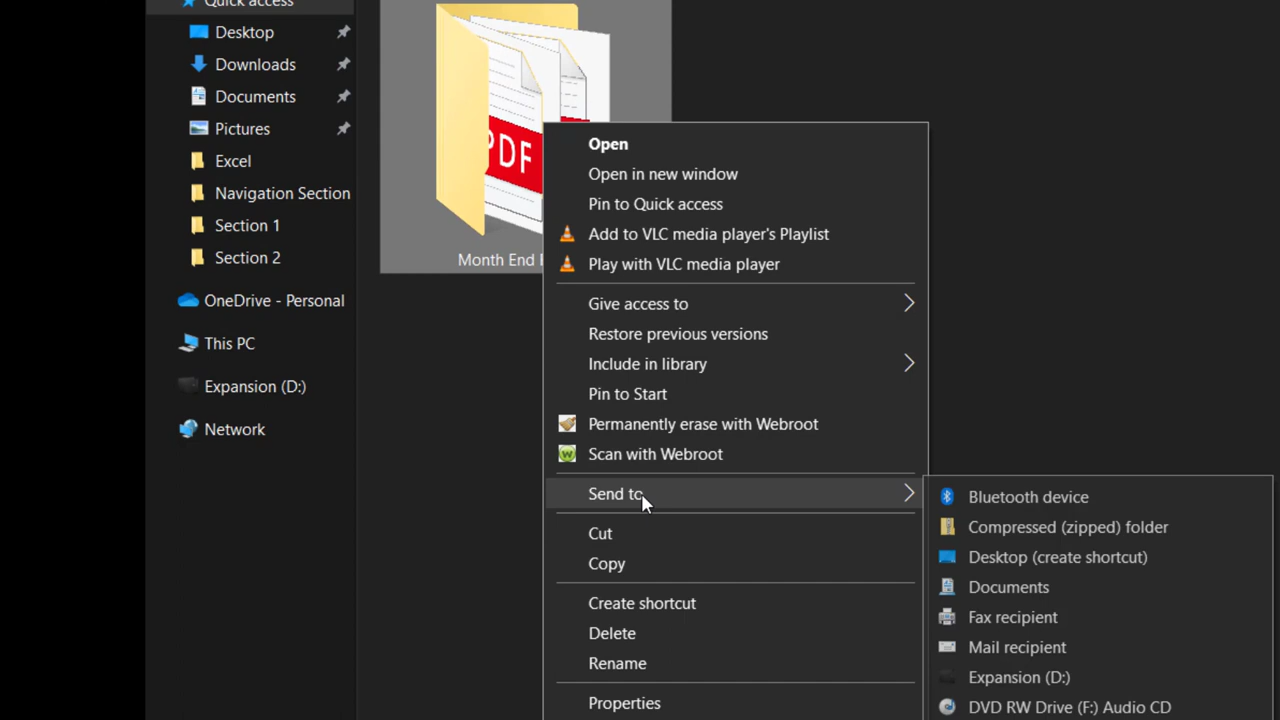 Quick access
Desktop
Downloads
Documents
Pictures
Excel
Navigation Section
Section 1
Section 2
OneDrive - Personal
This PC
Expansion (D:)
Network
PDF
Month End
Open
Open in new window
Pin to Quick access
Add to VLC media player's Playlist
Play with VLC media player
Give access to
Restore previous versions
Include in library
Pin to Start
Permanently erase with Webroot
Scan with Webroot
Send to
Cut
Copy
Create shortcut
Delete
Rename
Properties
Bluetooth device
Compressed (zipped) folder
Desktop (create shortcut)
Documents
Fax recipient
Mail recipient
Expansion (D:)
DVD RW Drive (F:) Audio CD